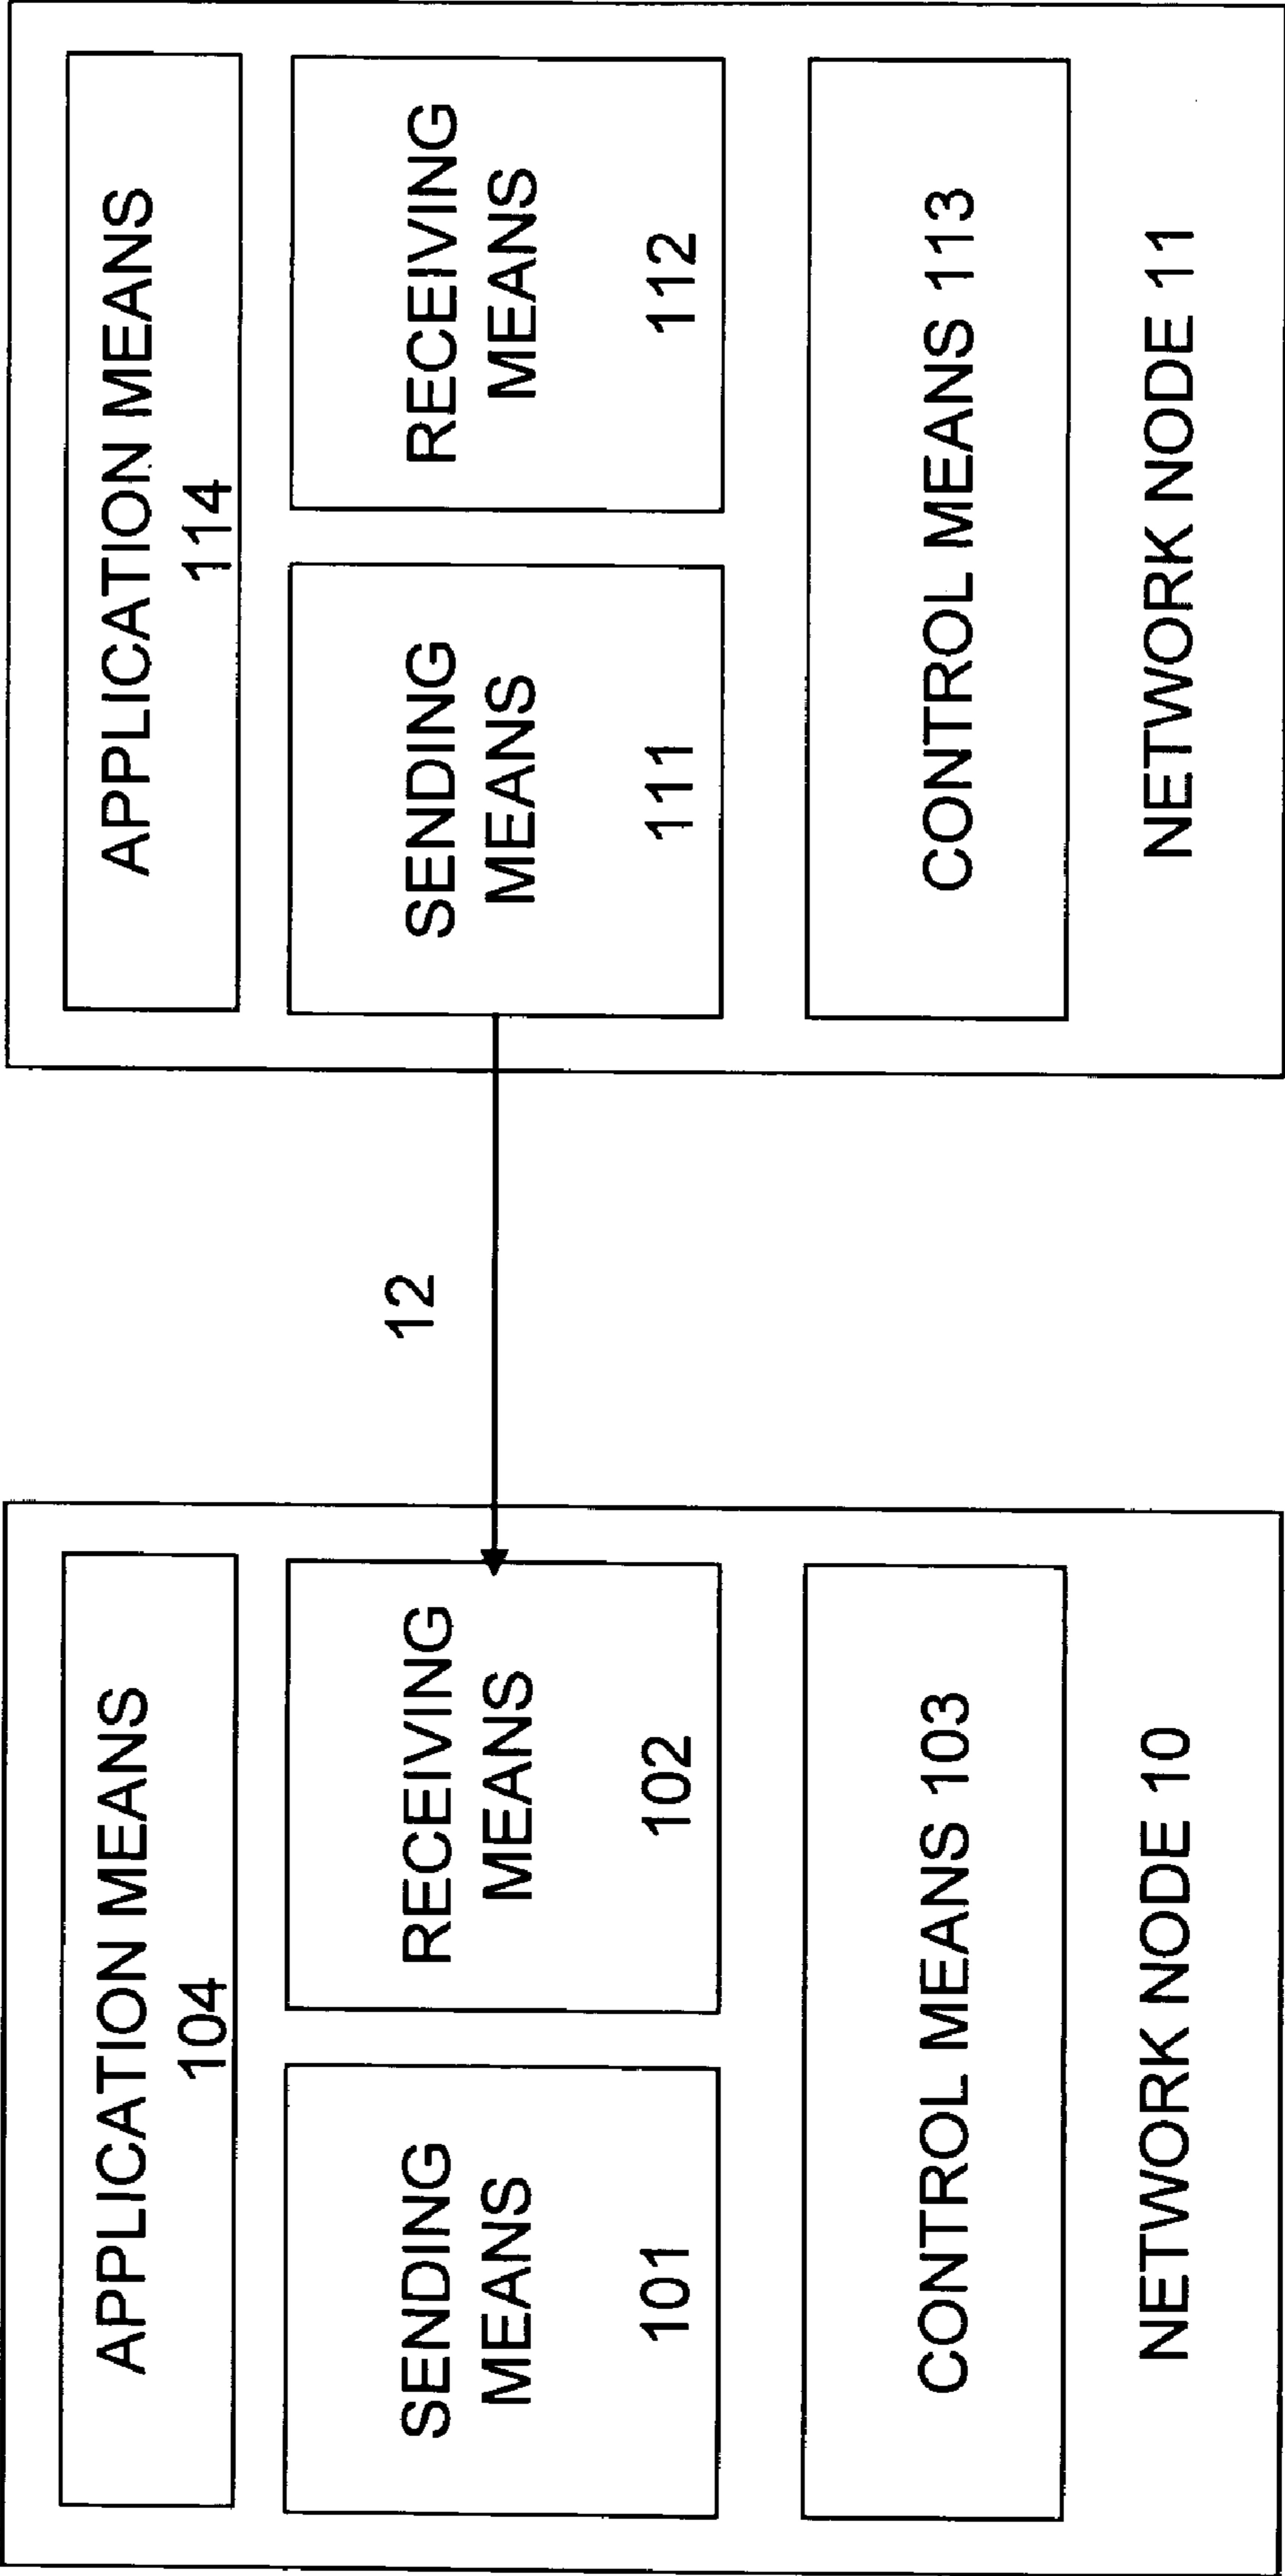 APPLICATION MEANS
104
SENDING
MEANS
101
RECEIVING
MEANS
102
CONTROL MEANS 103
NETWORK NODE 10
12
APPLICATION MEANS
114
SENDING
MEANS
111
RECEIVING
MEANS
112
CONTROL MEANS 113
NETWORK NODE 11